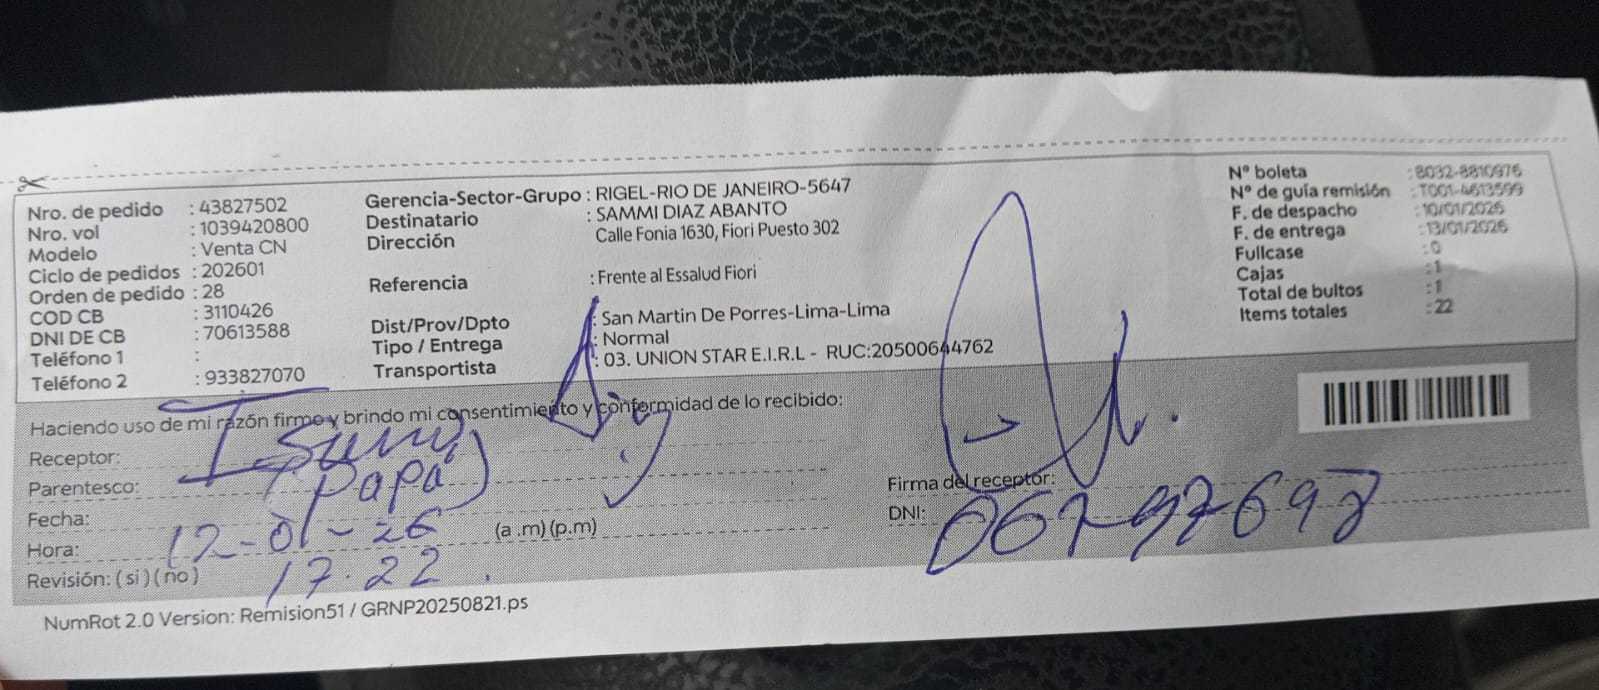 Nro. de pedido : 43827502
Nro. vol : 1039420800
Modelo : Venta CN
Ciclo de pedidos : 202601
Orden de pedido : 28
COD CB : 3110426
DNI DE CB : 70613588
Teléfono 1 :
Teléfono 2 : 933827070
Gerencia-Sector-Grupo : RIGEL-RIO DE JANEIRO-5647
Destinatario : SAMMI DIAZ ABANTO
Dirección Calle Fonia 1630, Fiori Puesto 302
Referencia : Frente al Essalud Fiori
Dist/Prov/Dpto : San Martin De Porres-Lima-Lima
Tipo / Entrega : Normal
Transportista : 03. UNION STAR E.I.R.L - RUC:20500644762
N° boleta : 8032-8810976
N° de guía remisión : T001-4613599
F. de despacho : 10/01/2026
F. de entrega : 13/01/2026
Fullcase : 0
Cajas : 1
Total de bultos : 1
Items totales : 22
Haciendo uso de mi razón firmo y brindo mi consentimiento y conformidad de lo recibido:
Receptor:
Parentesco: (papa)
Fecha: 12-01-26
Hora: 17.22 (a .m) (p.m)
Revisión: ( si ) ( no )
Firma del receptor:
DNI:
NumRot 2.0 Version: Remision51 / GRNP20250821.ps